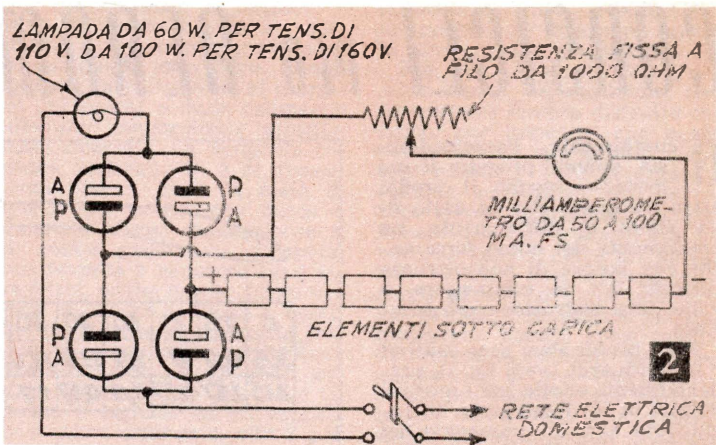 LAMPADA DA 60 W. PER TENS. DI
110 V. DA 100 W. PER TENS. DI 160 V.
RESISTENZA FISSA A
FILO DA 1000 OHM
A
P
P
A
MILLIAMPEROME-
TRO DA 50 A 100
M A. FS
+
-
P
A
A
P
ELEMENTI SOTTO CARICA
2
RETE ELETTRICA
DOMESTICA